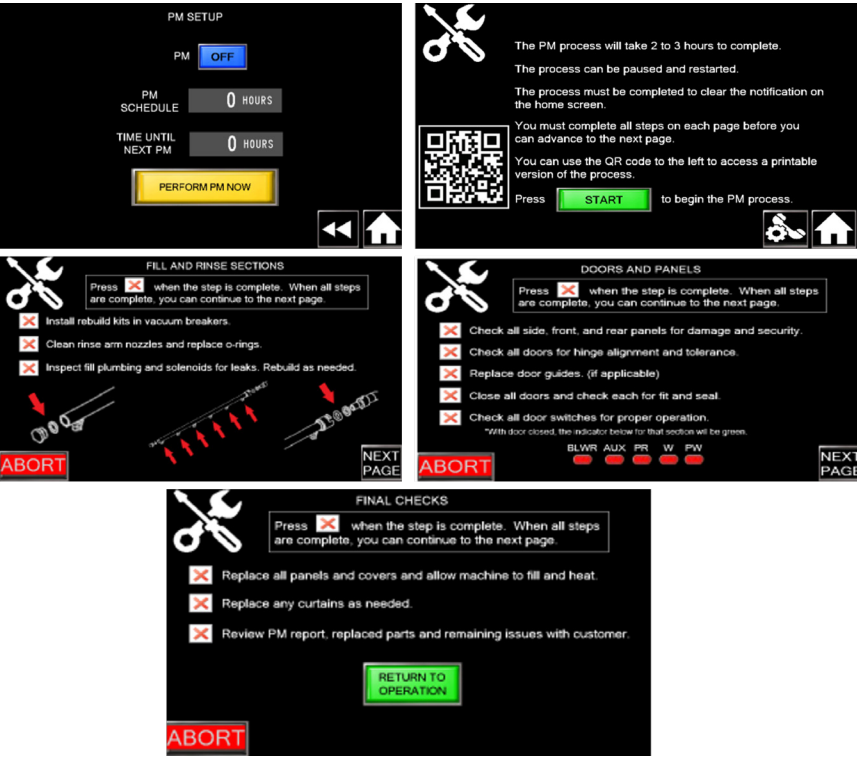 PM SETUP
PM OFF
PM
SCHEDULE 0 HOURS
TIME UNTIL
NEXT PM 0 HOURS
PERFORM PM NOW
The PM process will take 2 to 3 hours to complete.
The process can be paused and restarted.
The process must be completed to clear the notification on
the home screen.
You must complete all steps on each page before you
can advance to the next page.
You can use the QR code to the left to access a printable
version of the process.
Press START to begin the PM process.
FILL AND RINSE SECTIONS
Press when the step is complete. When all steps
are complete, you can continue to the next page.
Install rebuild kits in vacuum breakers.
Clean rinse arm nozzles and replace o-rings.
Inspect fill plumbing and solenoids for leaks. Rebuild as needed.
ABORT
NEXT
PAGE
DOORS AND PANELS
Press when the step is complete. When all steps
are complete, you can continue to the next page.
Check all side, front, and rear panels for damage and security.
Check all doors for hinge alignment and tolerance.
Replace door guides. (if applicable)
Close all doors and check each for fit and seal.
Check all door switches for proper operation.
*With door closed, the indicator below for that section will be green.
BLWR AUX PR W PW
ABORT
NEXT
PAGE
FINAL CHECKS
Press when the step is complete. When all steps
are complete, you can continue to the next page.
Replace all panels and covers and allow machine to fill and heat.
Replace any curtains as needed.
Review PM report, replaced parts and remaining issues with customer.
RETURN TO
OPERATION
ABORT